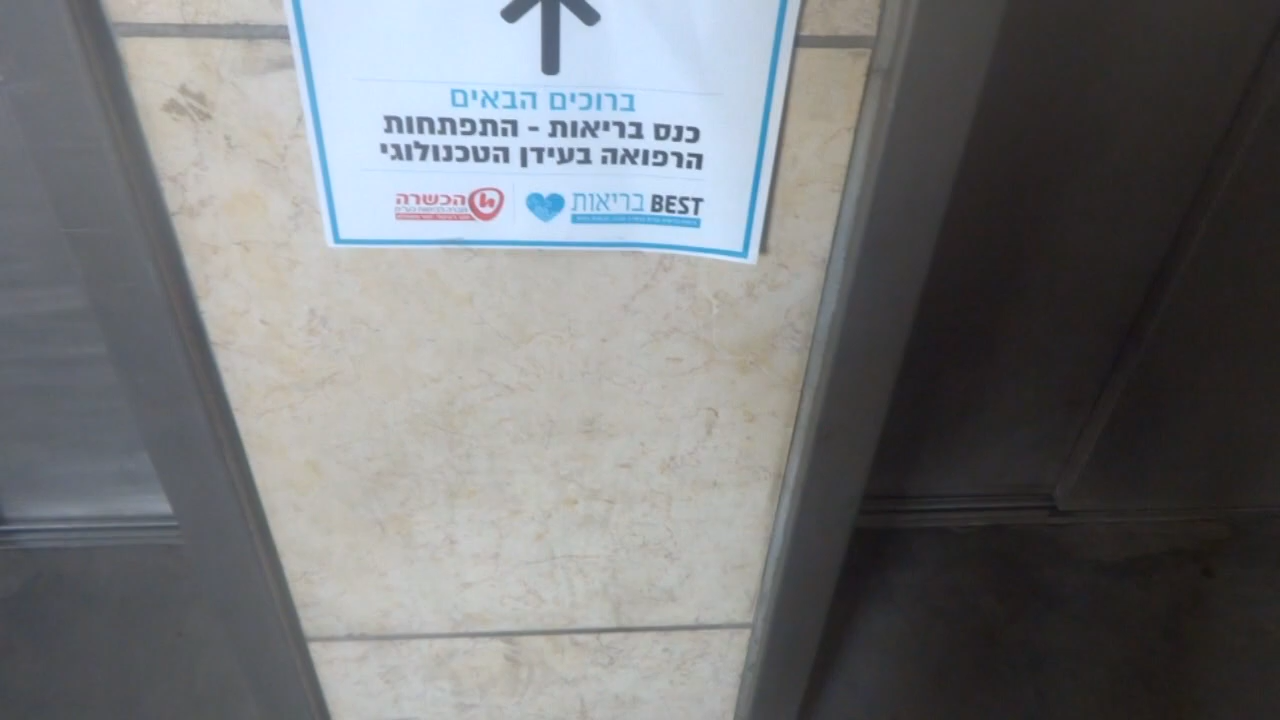 ברוכים הבאים
כנס בריאות - התפתחות
הרפואה בעידן הטכנולוגי
BEST בריאות
הכשרה